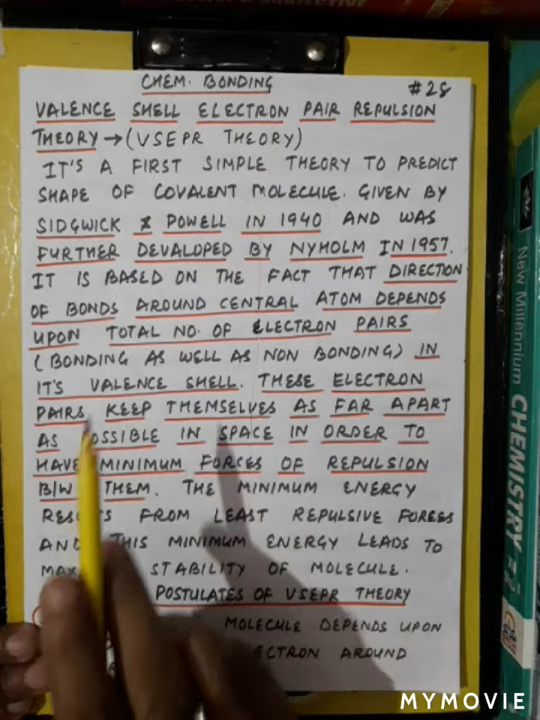 CHEM. BONDING
#28
VALENCE SHELL ELECTRON PAIR REPULSION
THEORY → (VSEPR THEORY)
IT'S A FIRST SIMPLE THEORY TO PREDICT
SHAPE OF COVALENT MOLECULE. GIVEN BY
SIDGWICK & POWELL IN 1940 AND WAS
FURTHER DEVALOPED BY NYHOLM IN 1957.
IT IS BASED ON THE FACT THAT DIRECTION
OF BONDS AROUND CENTRAL ATOM DEPENDS
UPON TOTAL NO. OF ELECTRON PAIRS
(BONDING AS WELL AS NON BONDING) IN
IT'S VALENCE SHELL. THESE ELECTRON
PAIRS KEEP THEMSELVES AS FAR APART
AS POSSIBLE IN SPACE IN ORDER TO
HAVE MINIMUM FORCES OF REPULSION
B/W THEM. THE MINIMUM ENERGY
RESULTS FROM LEAST REPULSIVE FORCES
AND THIS MINIMUM ENERGY LEADS TO
STABILITY OF MOLECULE.
POSTULATES OF VSEPR THEORY
MOLECULE DEPENDS UPON
ELECTRON AROUND
New Millennium
CHEMISTRY
MYMOVIE